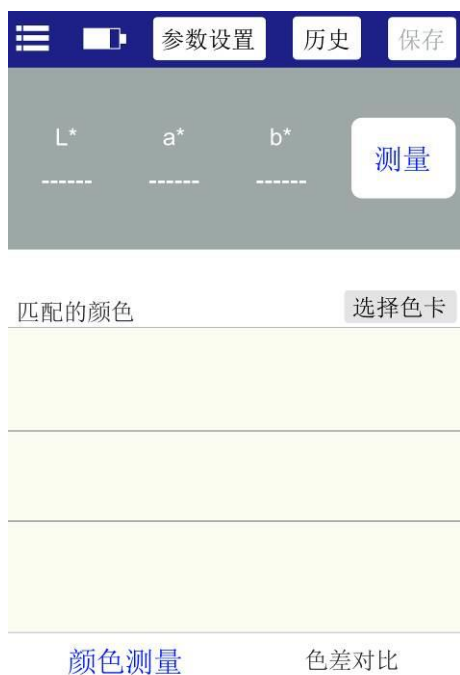 参数设置 历史 保存
L* a* b*
测量
------ ------ ------
匹配的颜色 选择色卡
颜色测量 色差对比